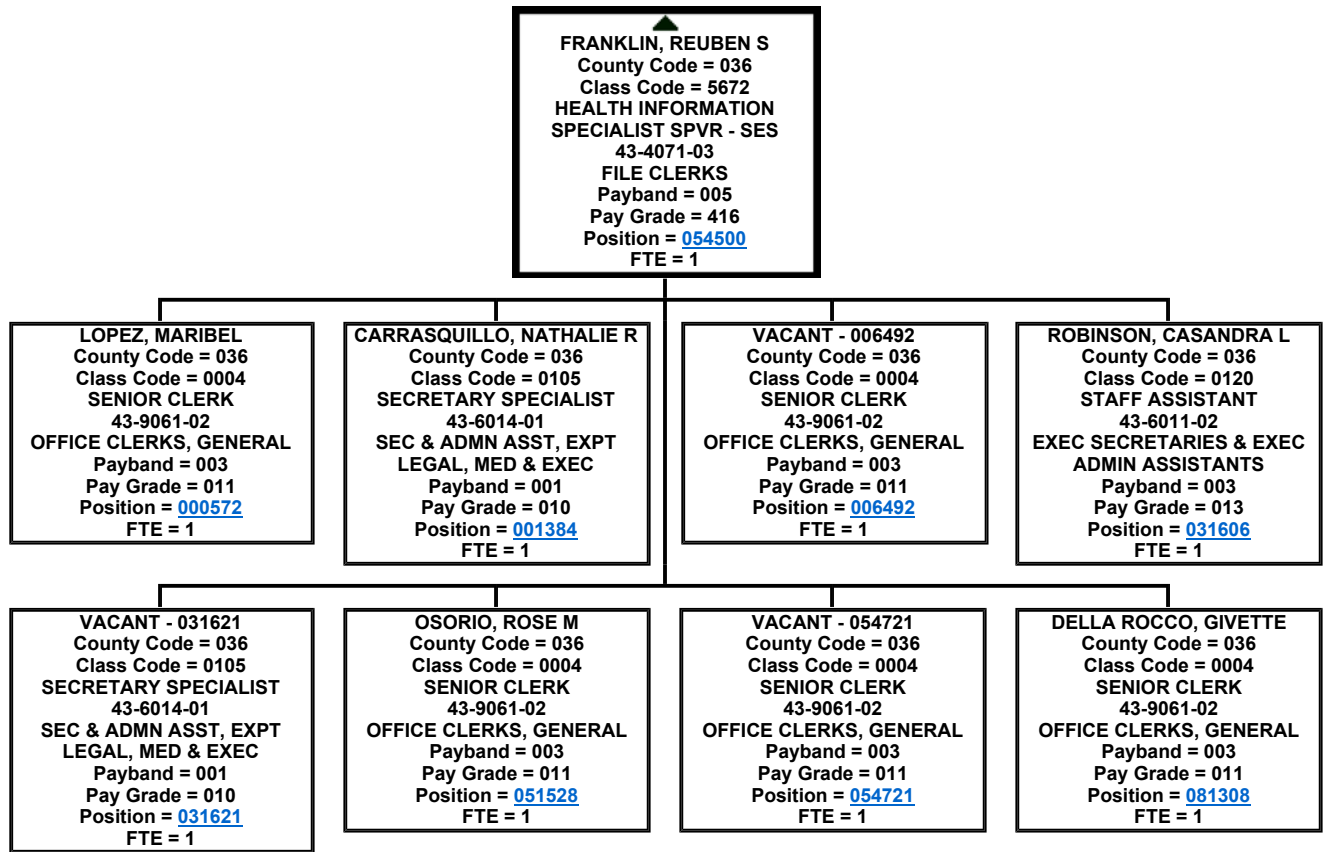 FRANKLIN, REUBEN S
County Code = 036
Class Code = 5672
HEALTH INFORMATION
SPECIALIST SPVR - SES
43-4071-03
FILE CLERKS
Payband = 005
Pay Grade = 416
Position = 054500
FTE = 1
LOPEZ, MARIBEL
County Code = 036
Class Code = 0004
SENIOR CLERK
43-9061-02
OFFICE CLERKS, GENERAL
Payband = 003
Pay Grade = 011
Position = 000572
FTE = 1
CARRASQUILLO, NATHALIE R
County Code = 036
Class Code = 0105
SECRETARY SPECIALIST
43-6014-01
SEC & ADMN ASST, EXPT
LEGAL, MED & EXEC
Payband = 001
Pay Grade = 010
Position = 001384
FTE = 1
VACANT - 006492
County Code = 036
Class Code = 0004
SENIOR CLERK
43-9061-02
OFFICE CLERKS, GENERAL
Payband = 003
Pay Grade = 011
Position = 006492
FTE = 1
ROBINSON, CASANDRA L
County Code = 036
Class Code = 0120
STAFF ASSISTANT
43-6011-02
EXEC SECRETARIES & EXEC
ADMIN ASSISTANTS
Payband = 003
Pay Grade = 013
Position = 031606
FTE = 1
VACANT - 031621
County Code = 036
Class Code = 0105
SECRETARY SPECIALIST
43-6014-01
SEC & ADMN ASST, EXPT
LEGAL, MED & EXEC
Payband = 001
Pay Grade = 010
Position = 031621
FTE = 1
OSORIO, ROSE M
County Code = 036
Class Code = 0004
SENIOR CLERK
43-9061-02
OFFICE CLERKS, GENERAL
Payband = 003
Pay Grade = 011
Position = 051528
FTE = 1
VACANT - 054721
County Code = 036
Class Code = 0004
SENIOR CLERK
43-9061-02
OFFICE CLERKS, GENERAL
Payband = 003
Pay Grade = 011
Position = 054721
FTE = 1
DELLA ROCCO, GIVETTE
County Code = 036
Class Code = 0004
SENIOR CLERK
43-9061-02
OFFICE CLERKS, GENERAL
Payband = 003
Pay Grade = 011
Position = 081308
FTE = 1